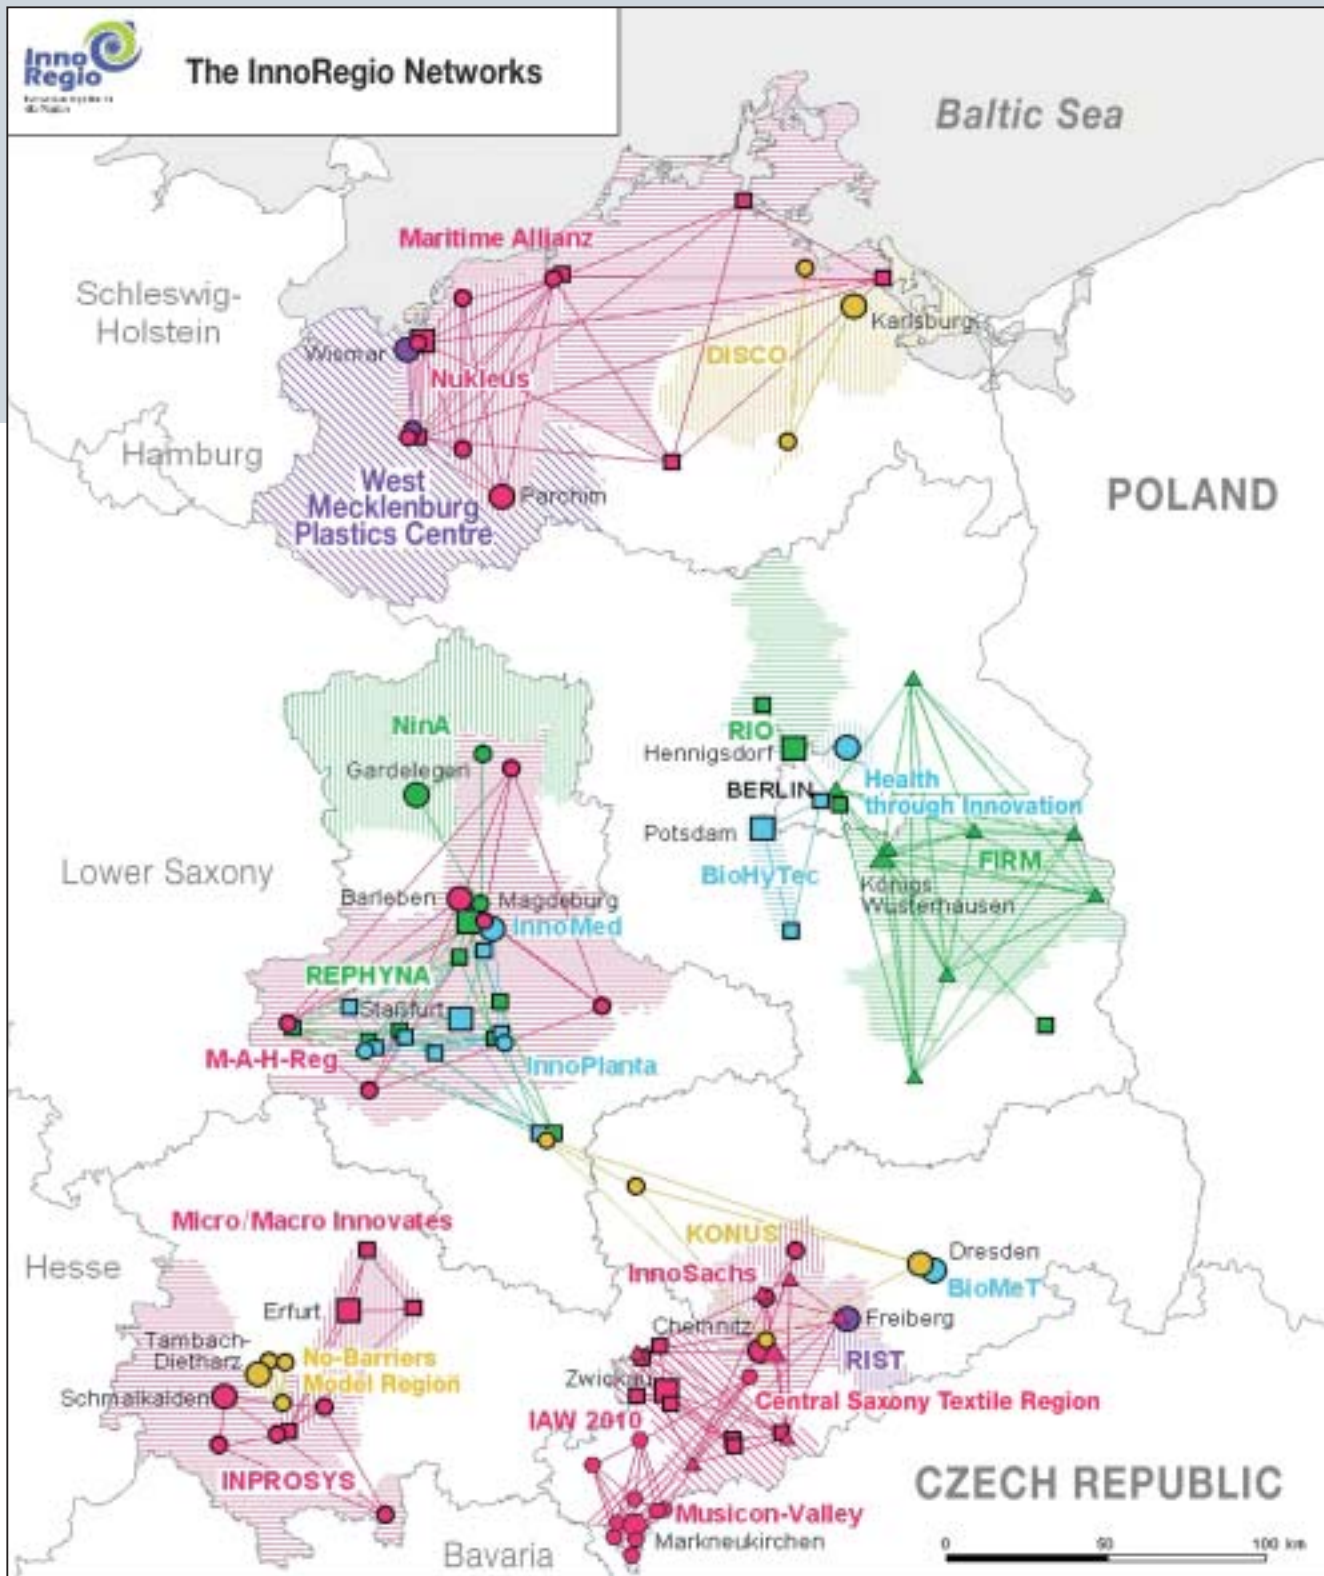 Inno
Regio
The InnoRegio Networks
Baltic Sea
Maritime Allianz
Schleswig-
Holstein
Karlsburg
Wismar
DISCO
Nukleus
Hamburg
West
Mecklenburg
Plastics Centre
Parchim
POLAND
NinA
RIO
Hennigsdorf
Gardelegen
Health
through Innovation
BERLIN
Potsdam
FIRM
Lower Saxony
BioHyTec
Königs
Wusterhausen
Barleben
Magdeburg
InnoMed
REPHYNA
Staßfurt
M-A-H-Reg
InnoPlanta
Micro/Macro Innovates
KONUS
Dresden
Hesse
InnoSachs
BioMeT
Erfurt
Chemnitz
Freiberg
Tambach-
Dietharz
No-Barriers
Model Region
RIST
Zwickau
Schmalkalden
Central Saxony Textile Region
IAW 2010
INPROSYS
CZECH REPUBLIC
Musicon-Valley
Markneukirchen
Bavaria
0 50 100 km